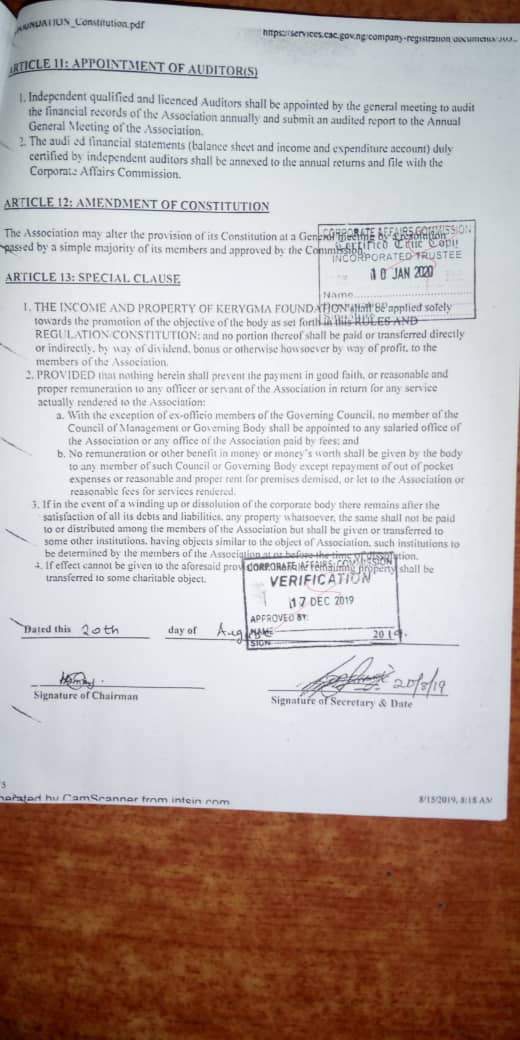 UNDATION_Constitution.pdf
https://services.cac.gov.ng/company-registration
ARTICLE 11: APPOINTMENT OF AUDITOR(S)
1. Independent qualified and licenced Auditors shall be appointed by the general meeting to audit
the financial records of the Association annually and submit an audited report to the Annual
General Meeting of the Association.
2. The audi ed financial statements (balance sheet and income and expenditure account) duly
certified by independent auditors shall be annexed to the annual returns and file with the
Corporate Affairs Commission.
ARTICLE 12: AMENDMENT OF CONSTITUTION
The Association may alter the provision of its Constitution at a General Meeting by a resolution
passed by a simple majority of its members and approved by the Commission.
CORPORATE AFFAIRS COMMISSION
Certified True Copy
INCORPORATED TRUSTEE
10 JAN 2020
Name
ARTICLE 13: SPECIAL CLAUSE
1. THE INCOME AND PROPERTY OF KERYGMA FOUNDATION shall be applied solely
towards the promotion of the objective of the body as set forth in this RULES AND
REGULATION/CONSTITUTION: and no portion thereof shall be paid or transferred directly
or indirectly, by way of dividend, bonus or otherwise howsoever by way of profit, to the
members of the Association.
2. PROVIDED that nothing herein shall prevent the payment in good faith, or reasonable and
proper remuneration to any officer or servant of the Association in return for any service
actually rendered to the Association:
a. With the exception of ex-officio members of the Governing Council, no member of the
Council of Management or Governing Body shall be appointed to any salaried office of
the Association or any office of the Association paid by fees; and
b. No remuneration or other benefit in money or money's worth shall be given by the body
to any member of such Council or Governing Body except repayment of out of pocket
expenses or reasonable and proper rent for premises demised, or let to the Association or
reasonable fees for services rendered.
3. If in the event of a winding up or dissolution of the corporate body there remains after the
satisfaction of all its debts and liabilities, any property whatsoever, the same shall not be paid
to or distributed among the members of the Association but shall be given or transferred to
some other institutions, having objects similar to the object of Association, such institutions to
be determined by the members of the Association at or before the time of dissolution.
4. If effect cannot be given to the aforesaid the remaining property shall be
transferred to some charitable object.
CORPORATE AFFAIRS COMMISSION
VERIFICATION
17 DEC 2019
APPROVED BY:
NAME
SIGN
Dated this 20th day of August 2019.
Signature of Chairman
20/8/19
Signature of Secretary & Date
5
nerated by CamScanner from intsig.com
8/15/2019, 8:18 AM